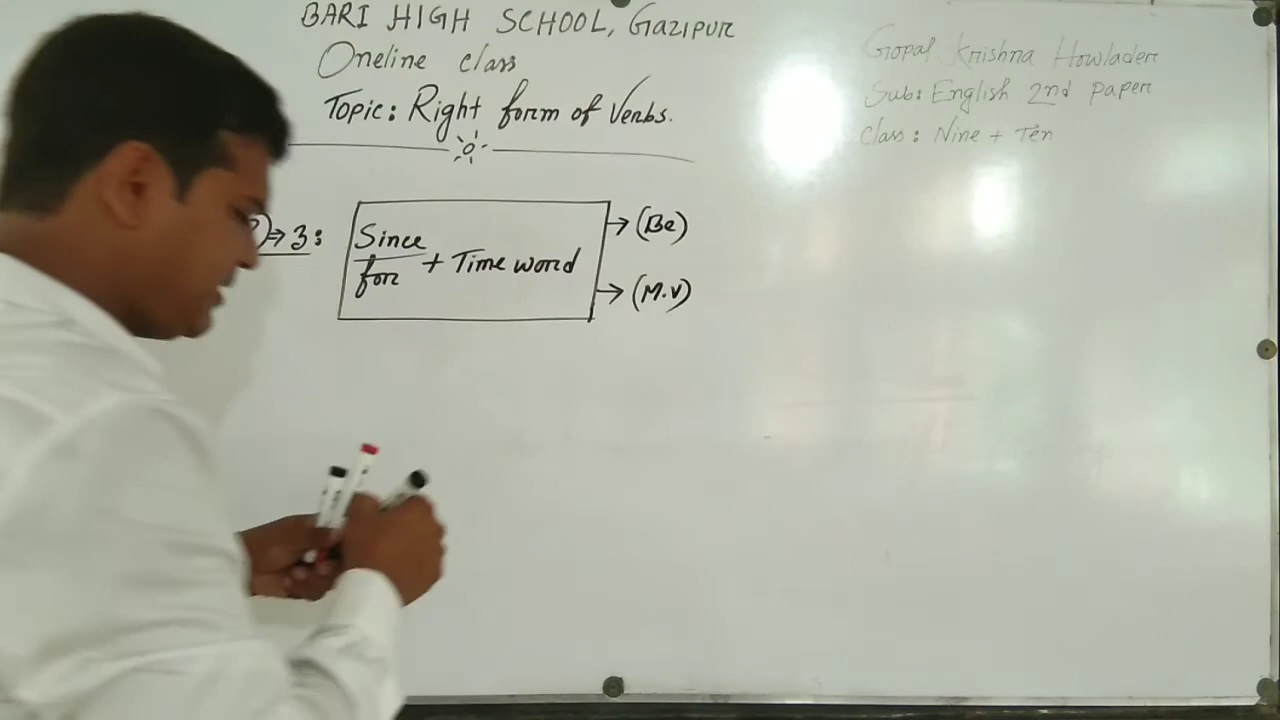 BARI HIGH SCHOOL, Gazipur
Oneline class
Topic: Right form of Verbs.
Gopal Krishna Howlader
Sub: English 2nd paper
Class: Nine + Ten
→ 3:
Since
for
+ Time word
→ (Be)
→ (M.V)